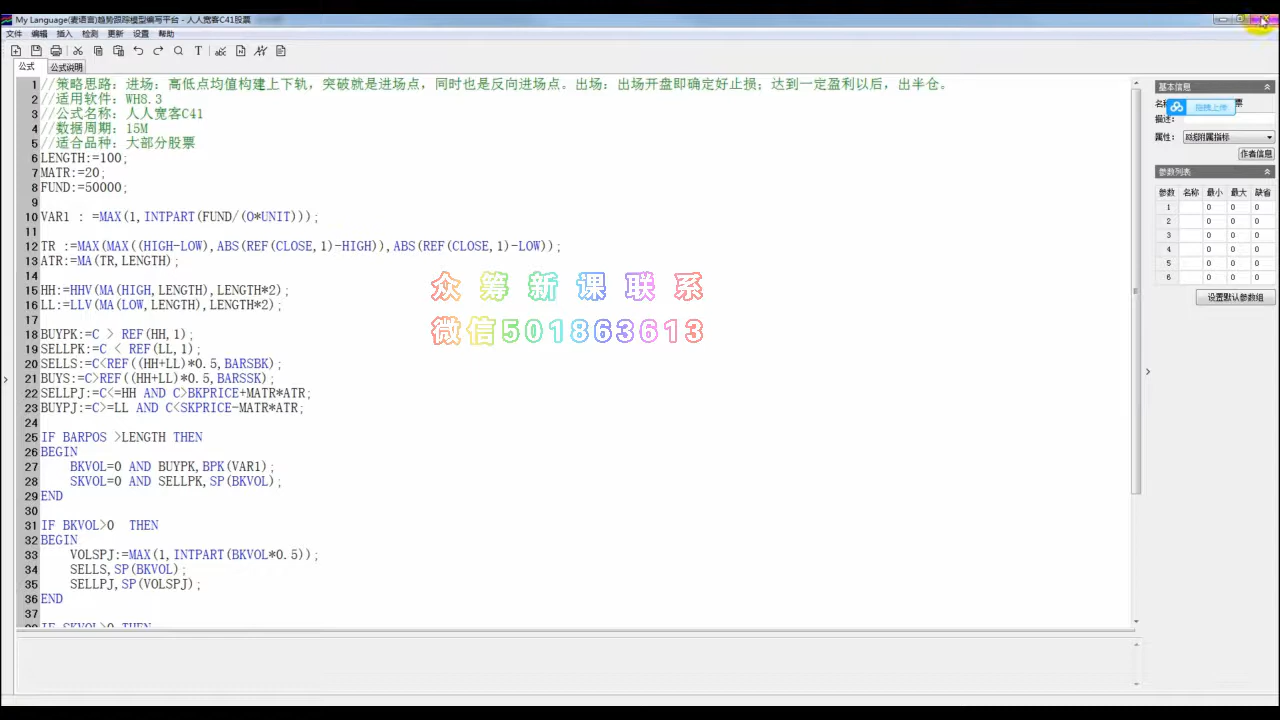 My Language(麦语言)趋势跟踪模型编写平台 - 人人宽客C41股票
文件 编辑 插入 检测 更新 设置 帮助
公式 公式说明
1 //策略思路：进场：高低点均值构建上下轨，突破就是进场点，同时也是反向进场点。出场：出场开盘即确定好止损；达到一定盈利以后，出半仓。
2 //适用软件：WH8.3
3 //公式名称：人人宽客C41
4 //数据周期：15M
5 //适合品种：大部分股票
6 LENGTH:=100;
7 MATR:=20;
8 FUND:=50000;
9
10 VAR1 : =MAX(1,INTPART(FUND/(O*UNIT)));
11
12 TR :=MAX(MAX((HIGH-LOW),ABS(REF(CLOSE,1)-HIGH)),ABS(REF(CLOSE,1)-LOW));
13 ATR:=MA(TR,LENGTH);
14
15 HH:=HHV(MA(HIGH,LENGTH),LENGTH*2);
16 LL:=LLV(MA(LOW,LENGTH),LENGTH*2);
17
18 BUYPK:=C > REF(HH,1);
19 SELLPK:=C < REF(LL,1);
20 SELLS:=C<REF((HH+LL)*0.5,BARSBK);
21 BUYS:=C>REF((HH+LL)*0.5,BARSSK);
22 SELLPJ:=C<=HH AND C>BKPRICE+MATR*ATR;
23 BUYPJ:=C>=LL AND C<SKPRICE-MATR*ATR;
24
25 IF BARPOS >LENGTH THEN
26 BEGIN
27 BKVOL=0 AND BUYPK,BPK(VAR1);
28 SKVOL=0 AND SELLPK,SP(BKVOL);
29 END
30
31 IF BKVOL>0 THEN
32 BEGIN
33 VOLSPJ:=MAX(1,INTPART(BKVOL*0.5));
34 SELLS,SP(BKVOL);
35 SELLPJ,SP(VOLSPJ);
36 END
37
38 IF SKVOL>0 THEN
众筹新课联系
微信501863613
基本信息
拖拽上传
描述：
属性： K线附属指标
作者信息
参数列表
参数 名称 最小 最大 缺省
1 0 0 0
2 0 0 0
3 0 0 0
4 0 0 0
5 0 0 0
6 0 0 0
设置默认参数组